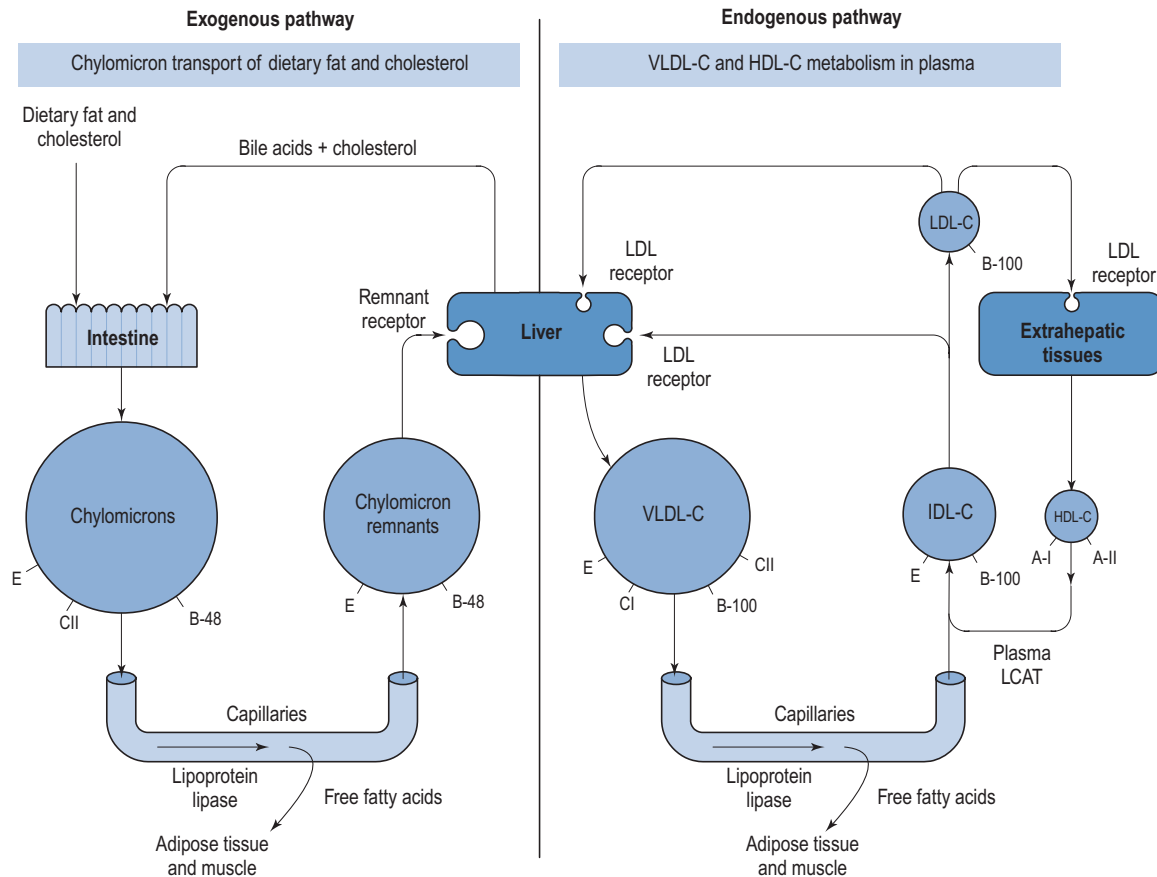 Exogenous pathway
Chylomicron transport of dietary fat and cholesterol
Dietary fat and
cholesterol
Bile acids + cholesterol
Intestine
Remnant
receptor
Liver
Chylomicrons
E
CII
B-48
Chylomicron
remnants
E
B-48
Capillaries
Lipoprotein
lipase
Free fatty acids
Adipose tissue
and muscle
Endogenous pathway
VLDL-C and HDL-C metabolism in plasma
LDL-C
B-100
LDL
receptor
LDL
receptor
LDL
receptor
Extrahepatic
tissues
VLDL-C
E
CI
B-100
CII
IDL-C
E
B-100
HDL-C
A-I
A-II
Plasma
LCAT
Capillaries
Lipoprotein
lipase
Free fatty acids
Adipose tissue
and muscle